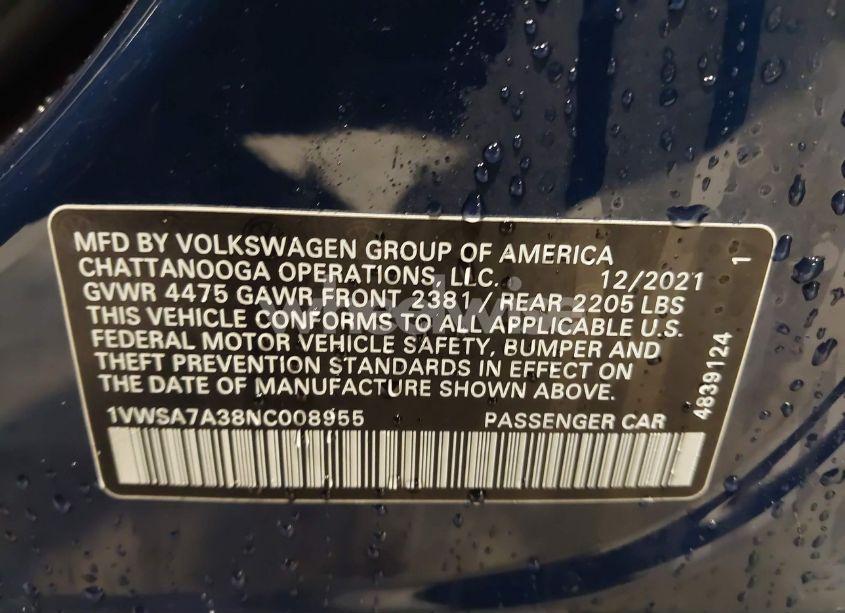 MFD BY VOLKSWAGEN GROUP OF AMERICA
CHATTANOOGA OPERATIONS, LLC. 12/2021
GVWR 4475 GAWR FRONT 2381 / REAR 2205 LBS
THIS VEHICLE CONFORMS TO ALL APPLICABLE U.S.
FEDERAL MOTOR VEHICLE SAFETY, BUMPER AND
THEFT PREVENTION STANDARDS IN EFFECT ON
THE DATE OF MANUFACTURE SHOWN ABOVE.
1VWSA7A38NC008955 PASSENGER CAR
4839124 1